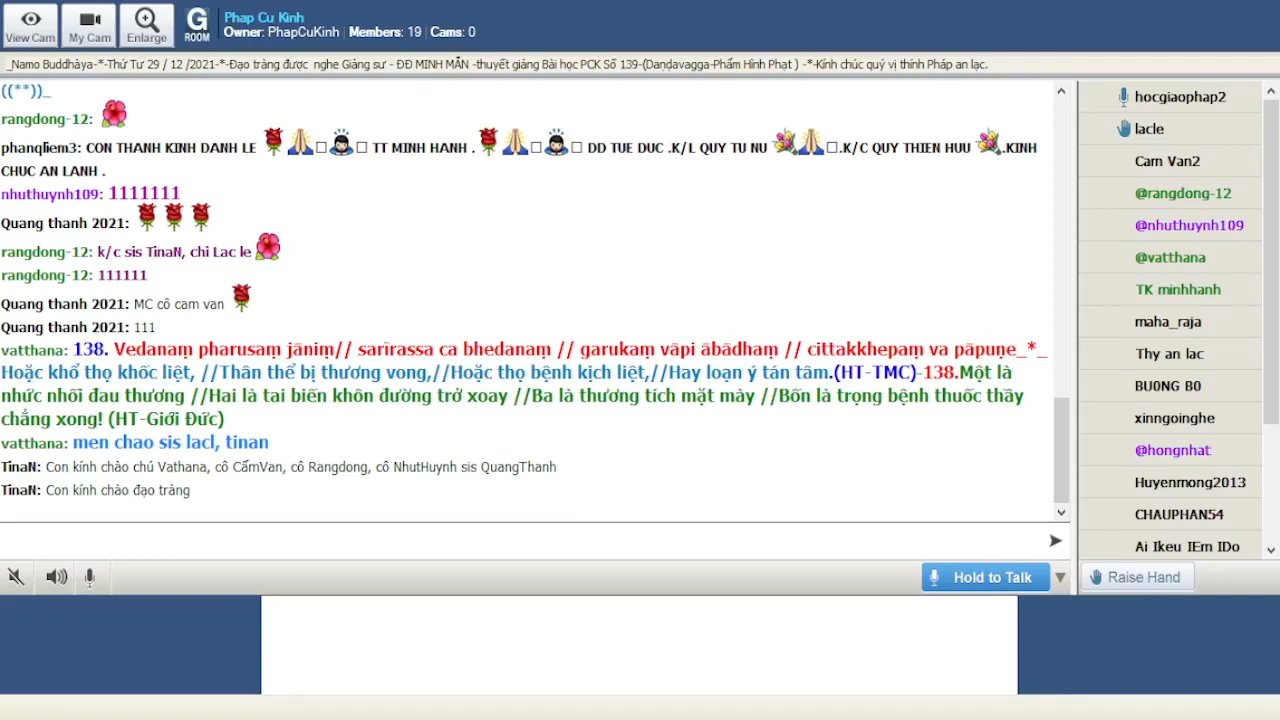 View Cam
My Cam
Enlarge
G
ROOM
Phap Cu Kinh
Owner: PhapCuKinh | Members: 19 | Cams: 0
_Namo Buddhàya-*-Thứ Tư 29 / 12 /2021-*-Đạo tràng được nghe Giảng sư - ĐĐ MINH MẪN -thuyết giảng Bài học PCK Số 139-(Daṇḍavagga-Phẩm Hình Phạt ) -*-Kính chúc quý vị thính Pháp an lạc.
((**))_
rangdong-12:
phanqliem3: CON THANH KINH DANH LE TT MINH HANH . DD TUE DUC .K/L QUY TU NU .K/C QUY THIEN HUU .KINH
CHUC AN LANH .
nhuthuynh109: 1111111
Quang thanh 2021:
rangdong-12: k/c sis TinaN, chi Lac le
rangdong-12: 111111
Quang thanh 2021: MC cô cam van
Quang thanh 2021: 111
vatthana: 138. Vedanaṃ pharusaṃ jāniṃ// sarīrassa ca bhedanaṃ // garukaṃ vāpi ābādhaṃ // cittakkhepaṃ va pāpuṇe_*_
Hoặc khổ thọ khốc liệt, //Thân thể bị thương vong,//Hoặc thọ bệnh kịch liệt,//Hay loạn ý tán tâm.(HT-TMC)-138.Một là
nhức nhối đau thương //Hai là tai biến khôn đường trở xoay //Ba là thương tích mặt mày //Bốn là trọng bệnh thuốc thầy
chẳng xong! (HT-Giới Đức)
vatthana: men chao sis lacl, tinan
TinaN: Con kính chào chú Vathana, cô CẩmVan, cô Rangdong, cô NhutHuynh sis QuangThanh
TinaN: Con kính chào đạo tràng
Hold to Talk
hocgiaophap2
lacle
Cam Van2
@rangdong-12
@nhuthuynh109
@vatthana
TK minhhanh
maha_raja
Thy an lac
BU0NG B0
xinngoinghe
@hongnhat
Huyenmong2013
CHAUPHAN54
Ai Ikeu IEm IDo
Raise Hand